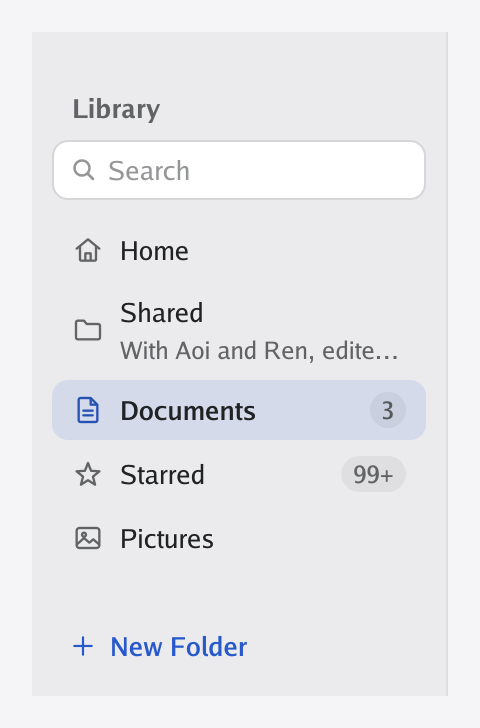 Library
Search
Home
Shared
With Aoi and Ren, edite…
Documents
3
Starred
99+
Pictures
New Folder